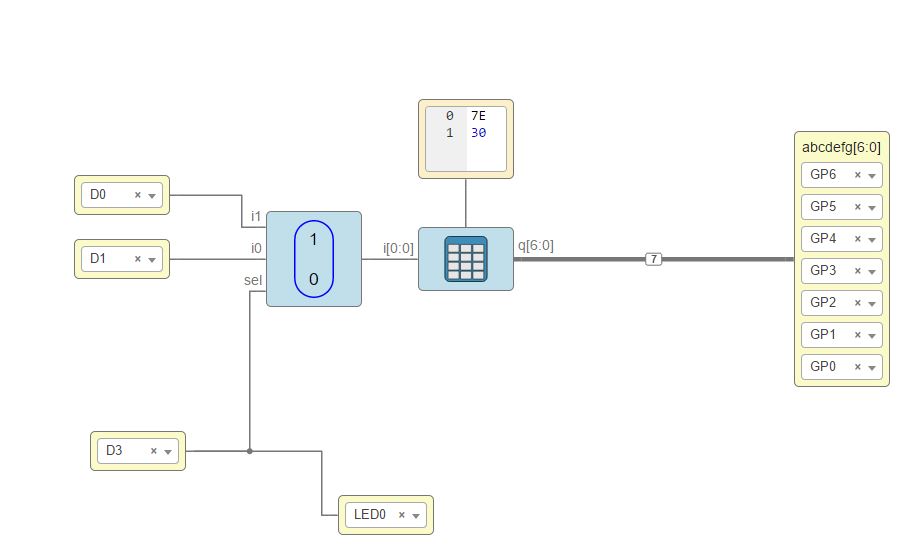 0 7E
1 30
abcdefg[6:0]
GP6 ×
GP5 ×
GP4 ×
GP3 ×
GP2 ×
GP1 ×
GP0 ×
D0 ×
D1 ×
i1
i0
sel
1
0
i[0:0]
q[6:0]
7
D3 ×
LED0 ×